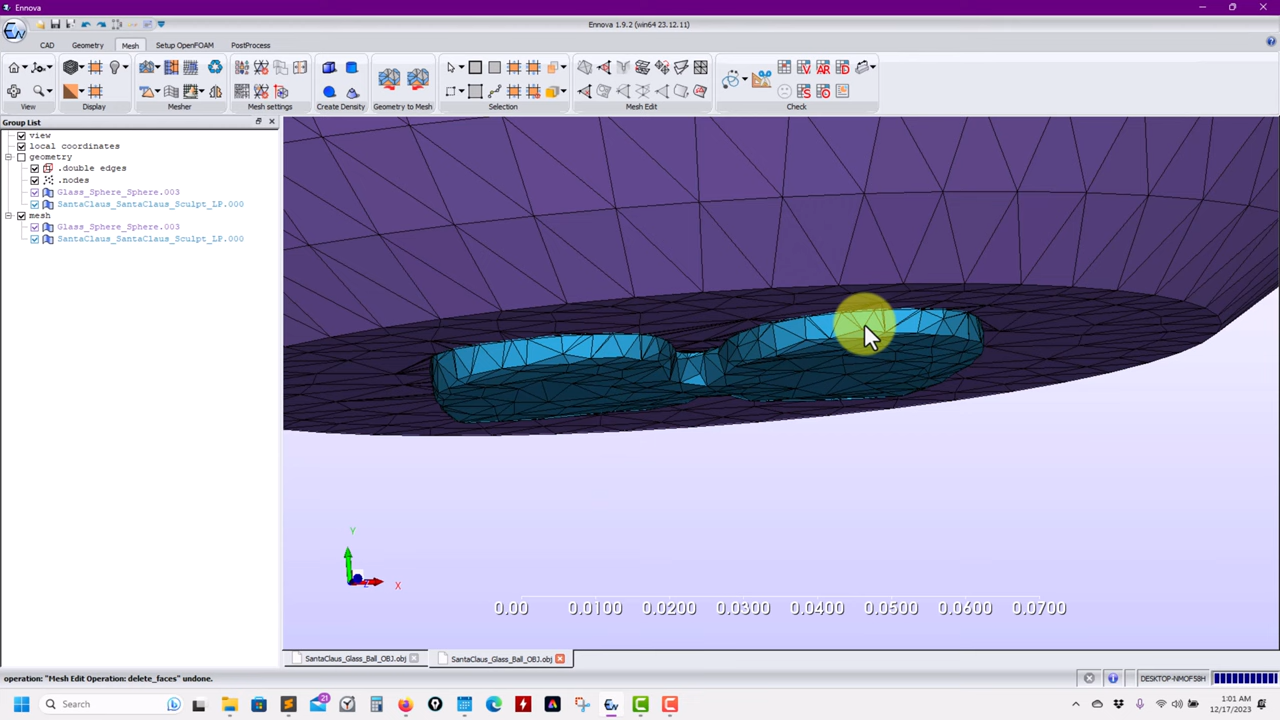 Ennova
Ennova 1.9.2 (win64 23.12.11)
CAD Geometry Mesh Setup OpenFOAM PostProcess
View Display Mesher Mesh settings Create Density Geometry to Mesh Selection Mesh Edit Check
Group List
view
local coordinates
geometry
.double edges
.nodes
Glass_Sphere_Sphere.003
SantaClaus_SantaClaus_Sculpt_LP.000
mesh
Glass_Sphere_Sphere.003
SantaClaus_SantaClaus_Sculpt_LP.000
Y
Z X
0.00 0.0100 0.0200 0.0300 0.0400 0.0500 0.0600 0.0700
SantaClaus_Glass_Ball_OBJ.obj SantaClaus_Glass_Ball_OBJ.obj
operation: "Mesh Edit Operation: delete_faces" undone.
DESKTOP-NMOF5BH
Search
21
1:01 AM
12/17/2023